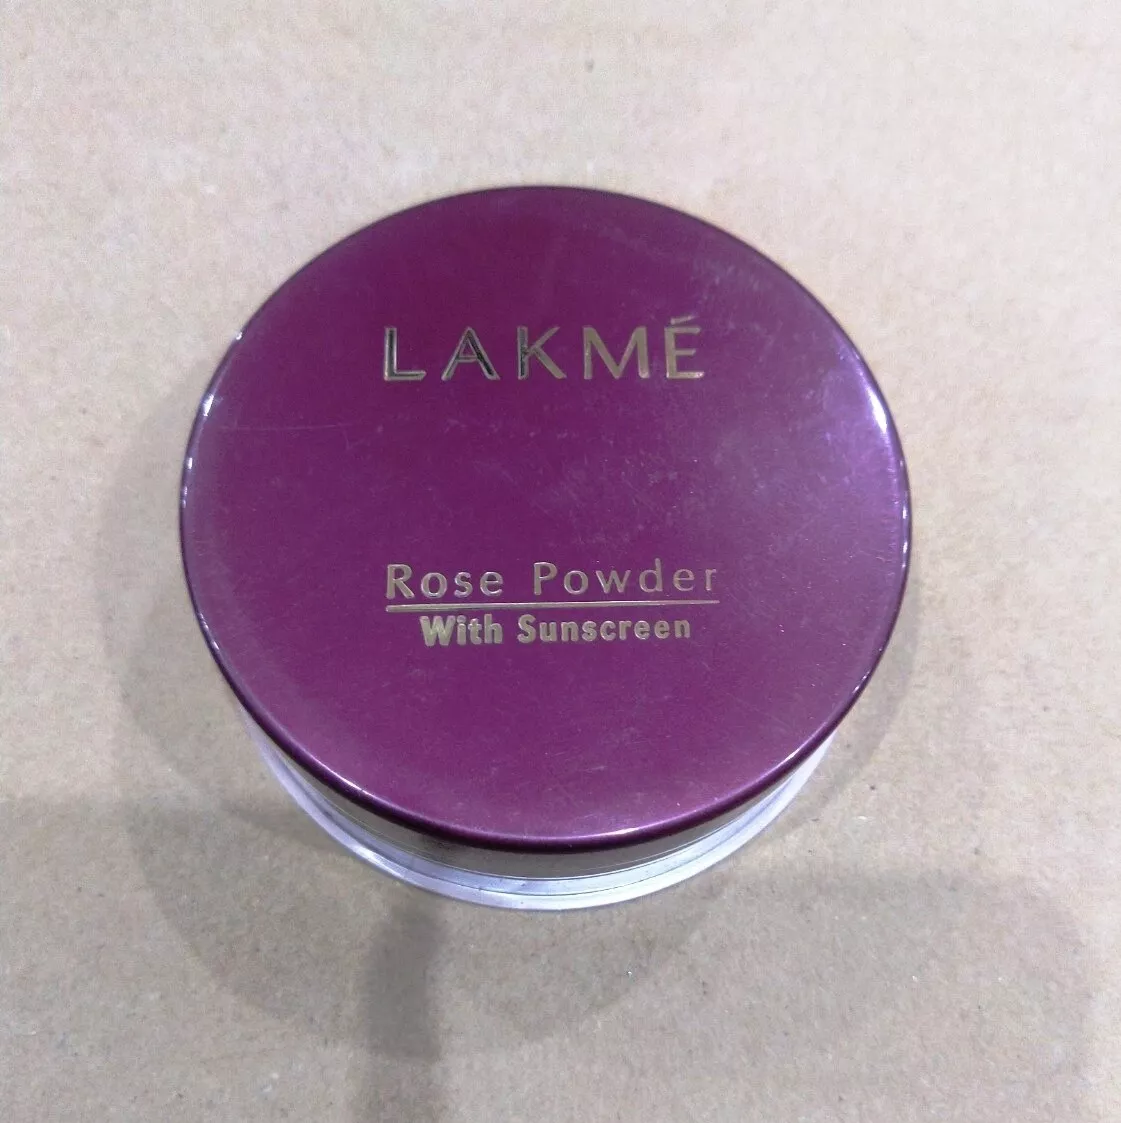 LAKMÉ
Rose Powder
With Sunscreen